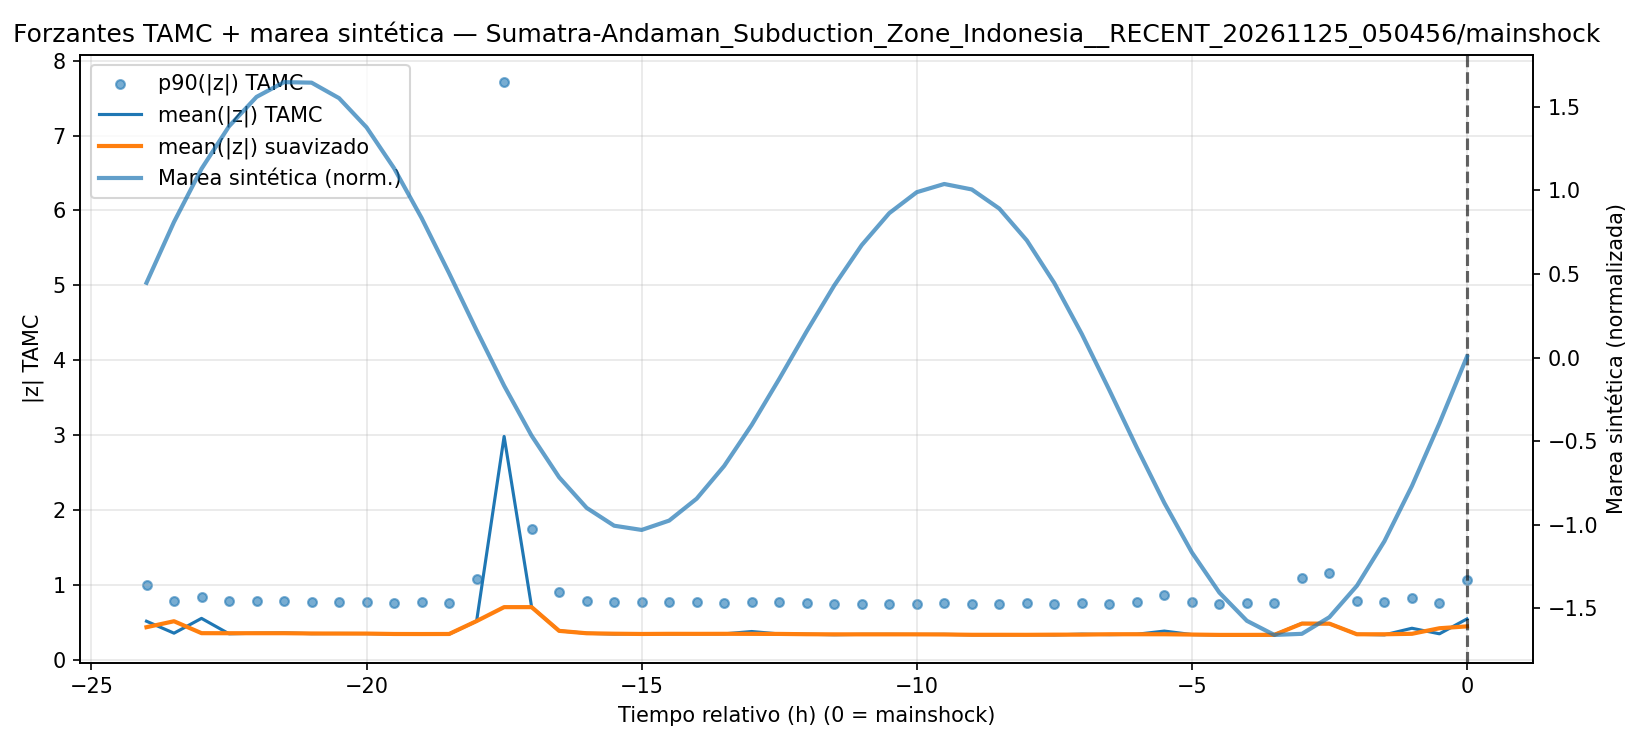 Forzantes TAMC + marea sintética — Sumatra-Andaman_Subduction_Zone_Indonesia__RECENT_20261125_050456/mainshock
p90(|z|) TAMC
mean(|z|) TAMC
mean(|z|) suavizado
Marea sintética (norm.)
|z| TAMC
8
7
6
5
4
3
2
1
0
Marea sintética (normalizada)
1.5
1.0
0.5
0.0
−0.5
−1.0
−1.5
−25
−20
−15
−10
−5
0
Tiempo relativo (h) (0 = mainshock)